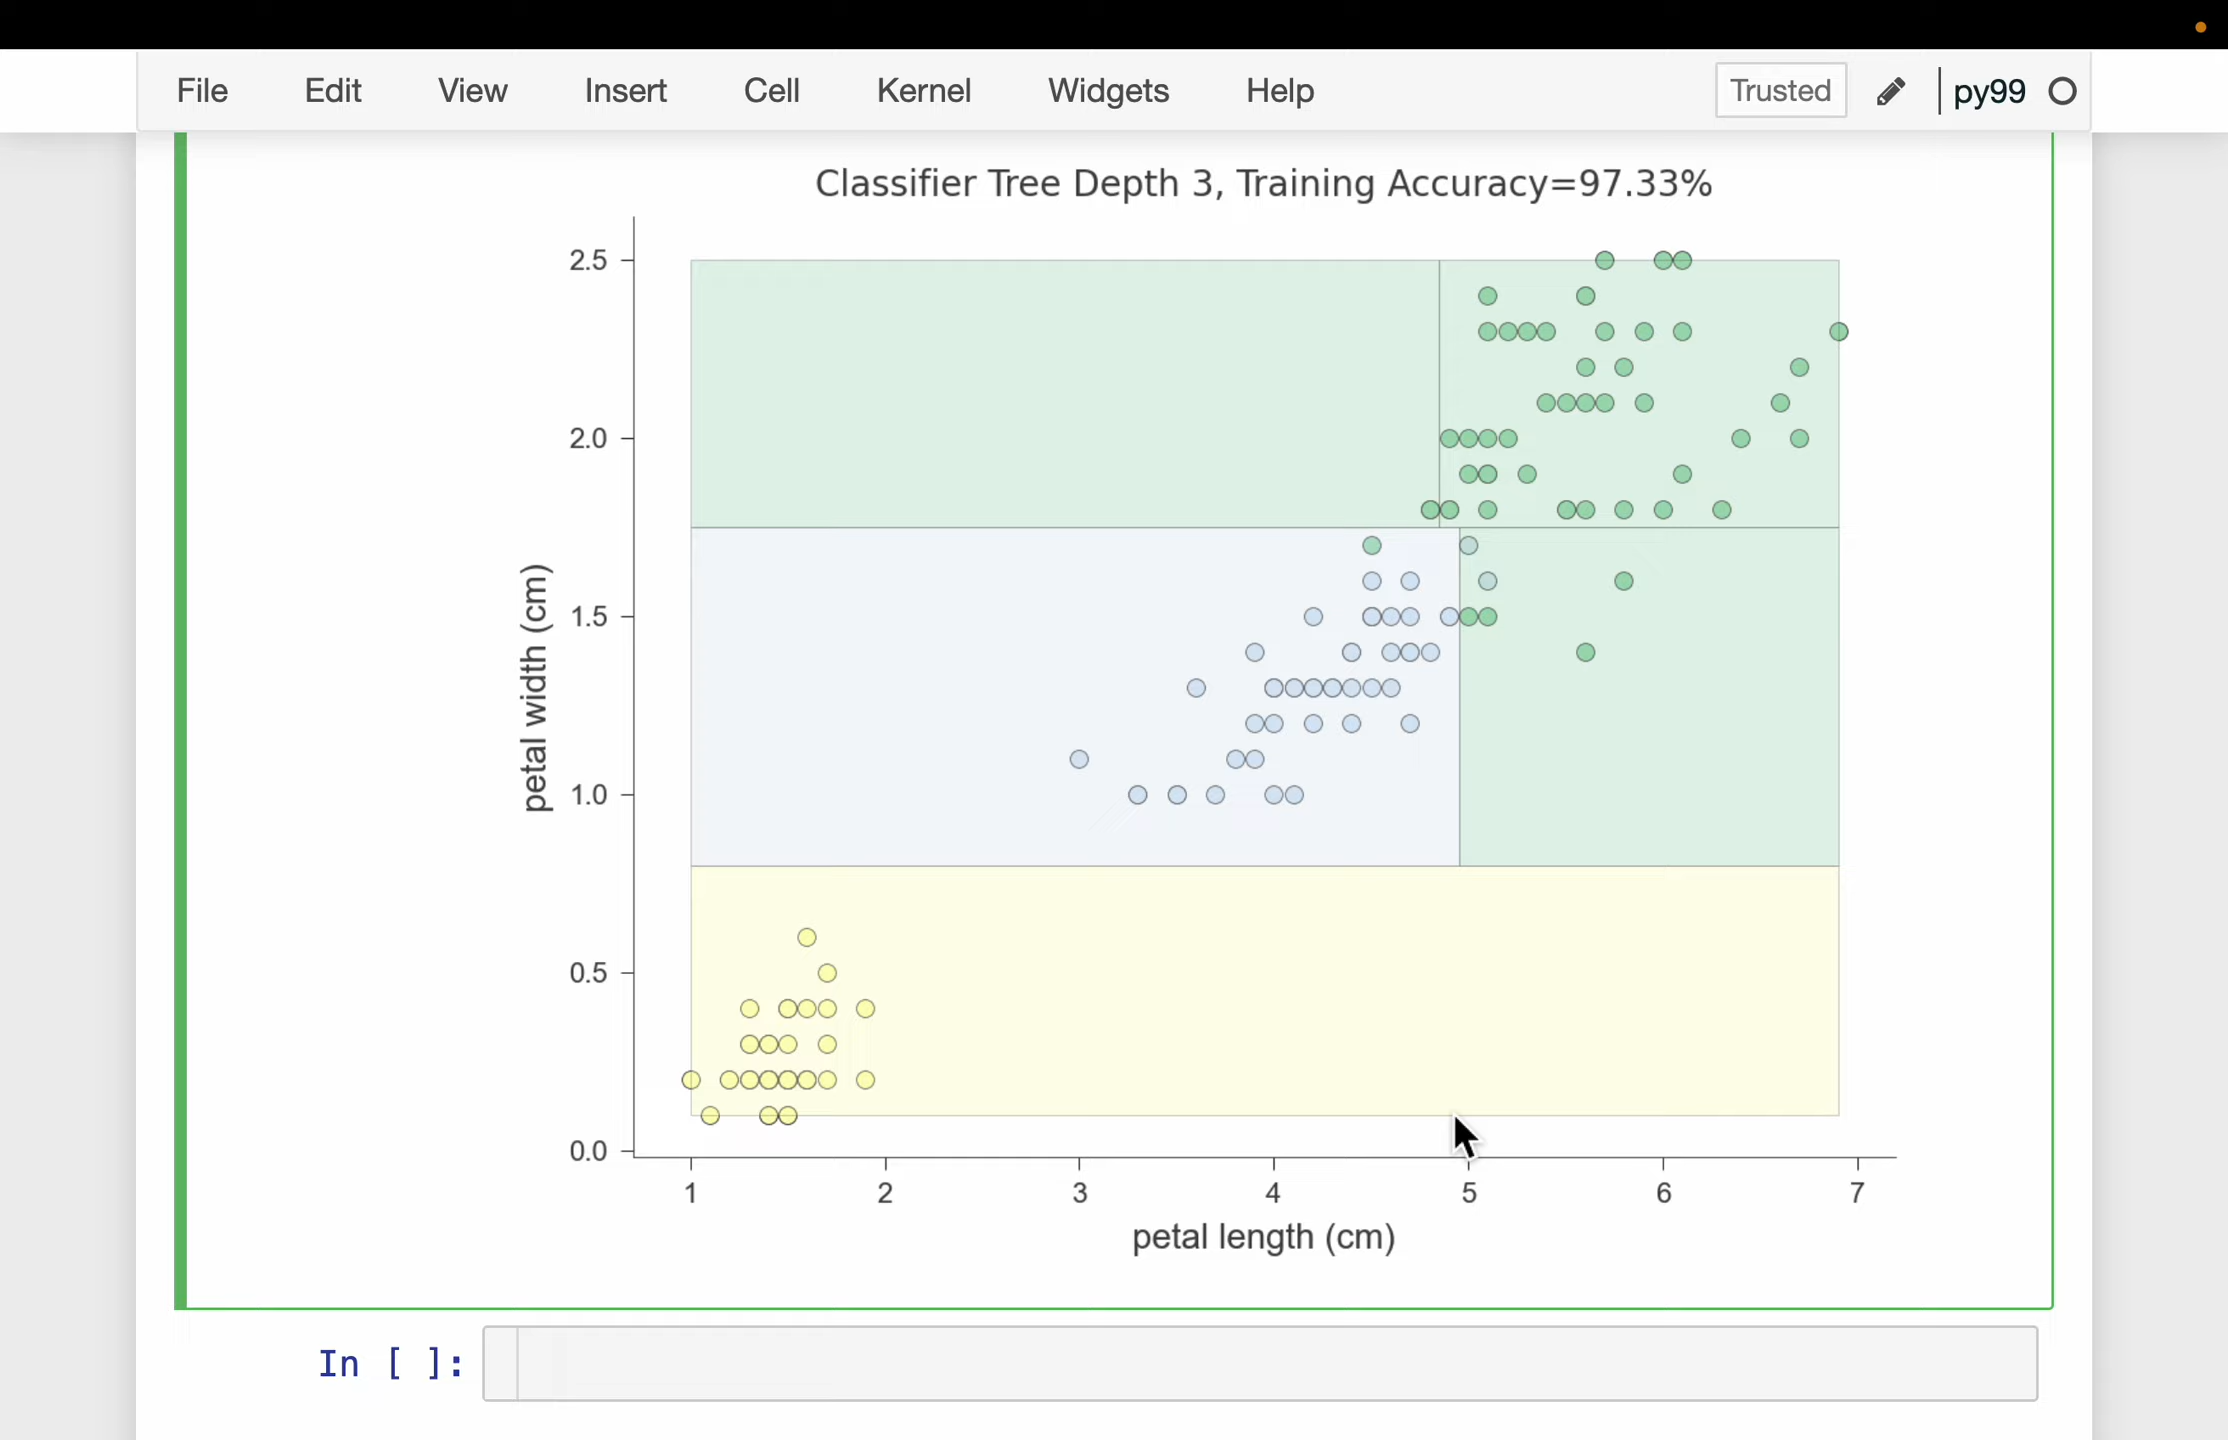 File Edit View Insert Cell Kernel Widgets Help Trusted py99
Classifier Tree Depth 3, Training Accuracy=97.33%
2.5
2.0
1.5
1.0
0.5
0.0
petal width (cm)
1 2 3 4 5 6 7
petal length (cm)
In [ ]: